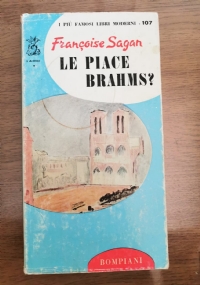 I PIÙ FAMOSI LIBRI MODERNI - 107
Françoise Sagan
LE PIACE
BRAHMS?
BOMPIANI